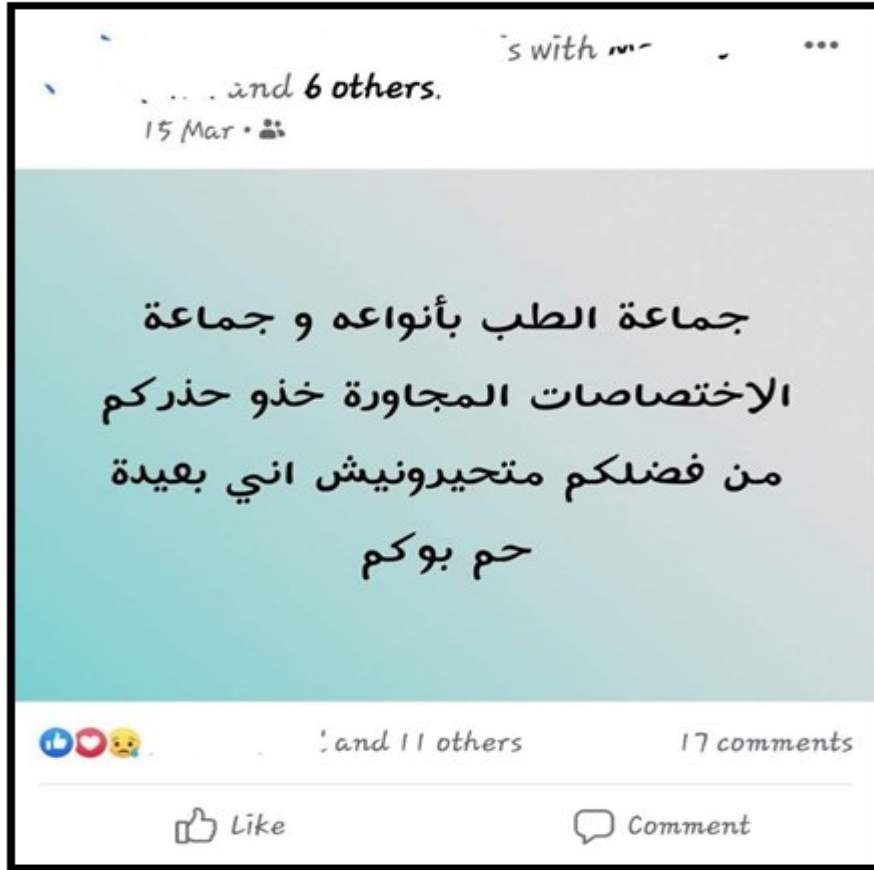 's with
and 6 others.
15 Mar
جماعة الطب بأنواعه و جماعة
الاختصاصات المجاورة خذو حذركم
من فضلكم متحيرونيش اني بعيدة
حم بوكم
and 11 others 17 comments
Like Comment